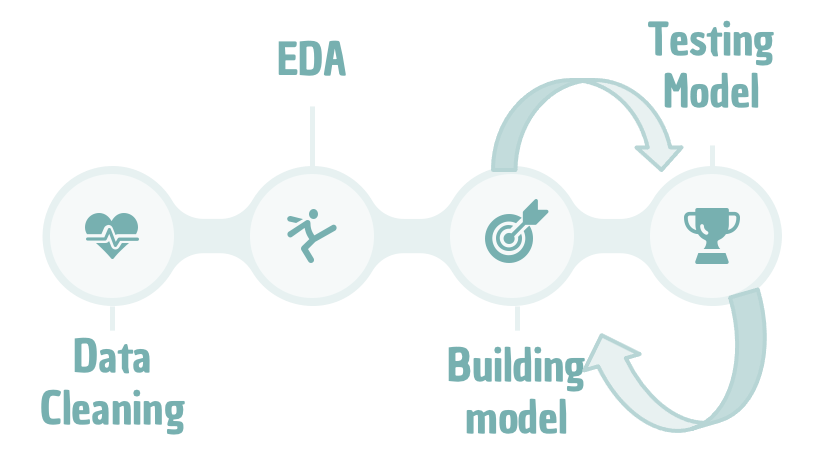 EDA
Testing
Model
Data
Cleaning
Building
model